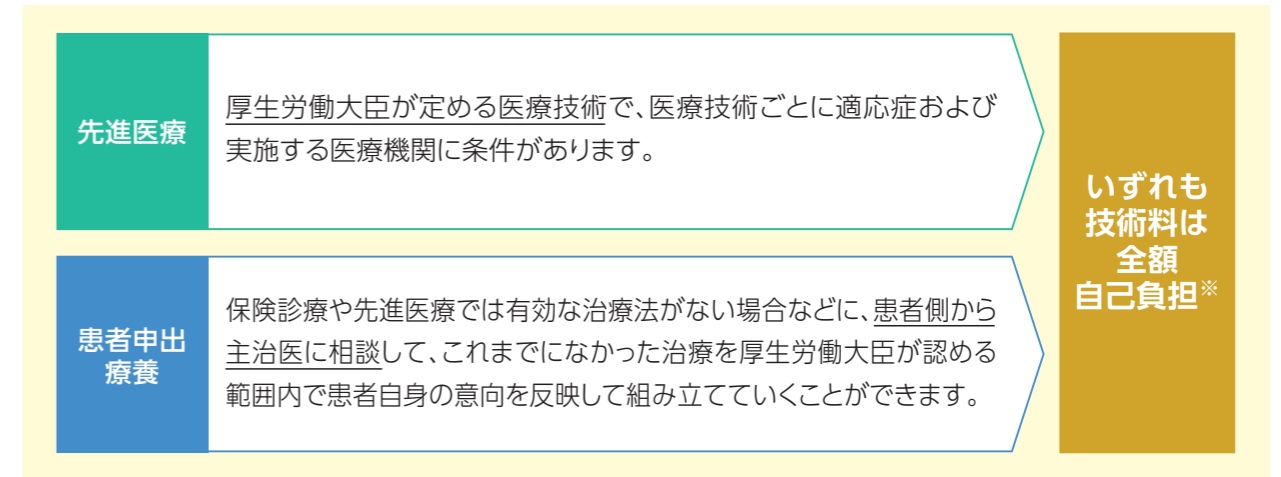 先進医療
厚生労働大臣が定める医療技術で、医療技術ごとに適応症および
実施する医療機関に条件があります。
患者申出
療養
保険診療や先進医療では有効な治療法がない場合などに、患者側から
主治医に相談して、これまでになかった治療を厚生労働大臣が認める
範囲内で患者自身の意向を反映して組み立てていくことができます。
いずれも
技術料は
全額
自己負担※